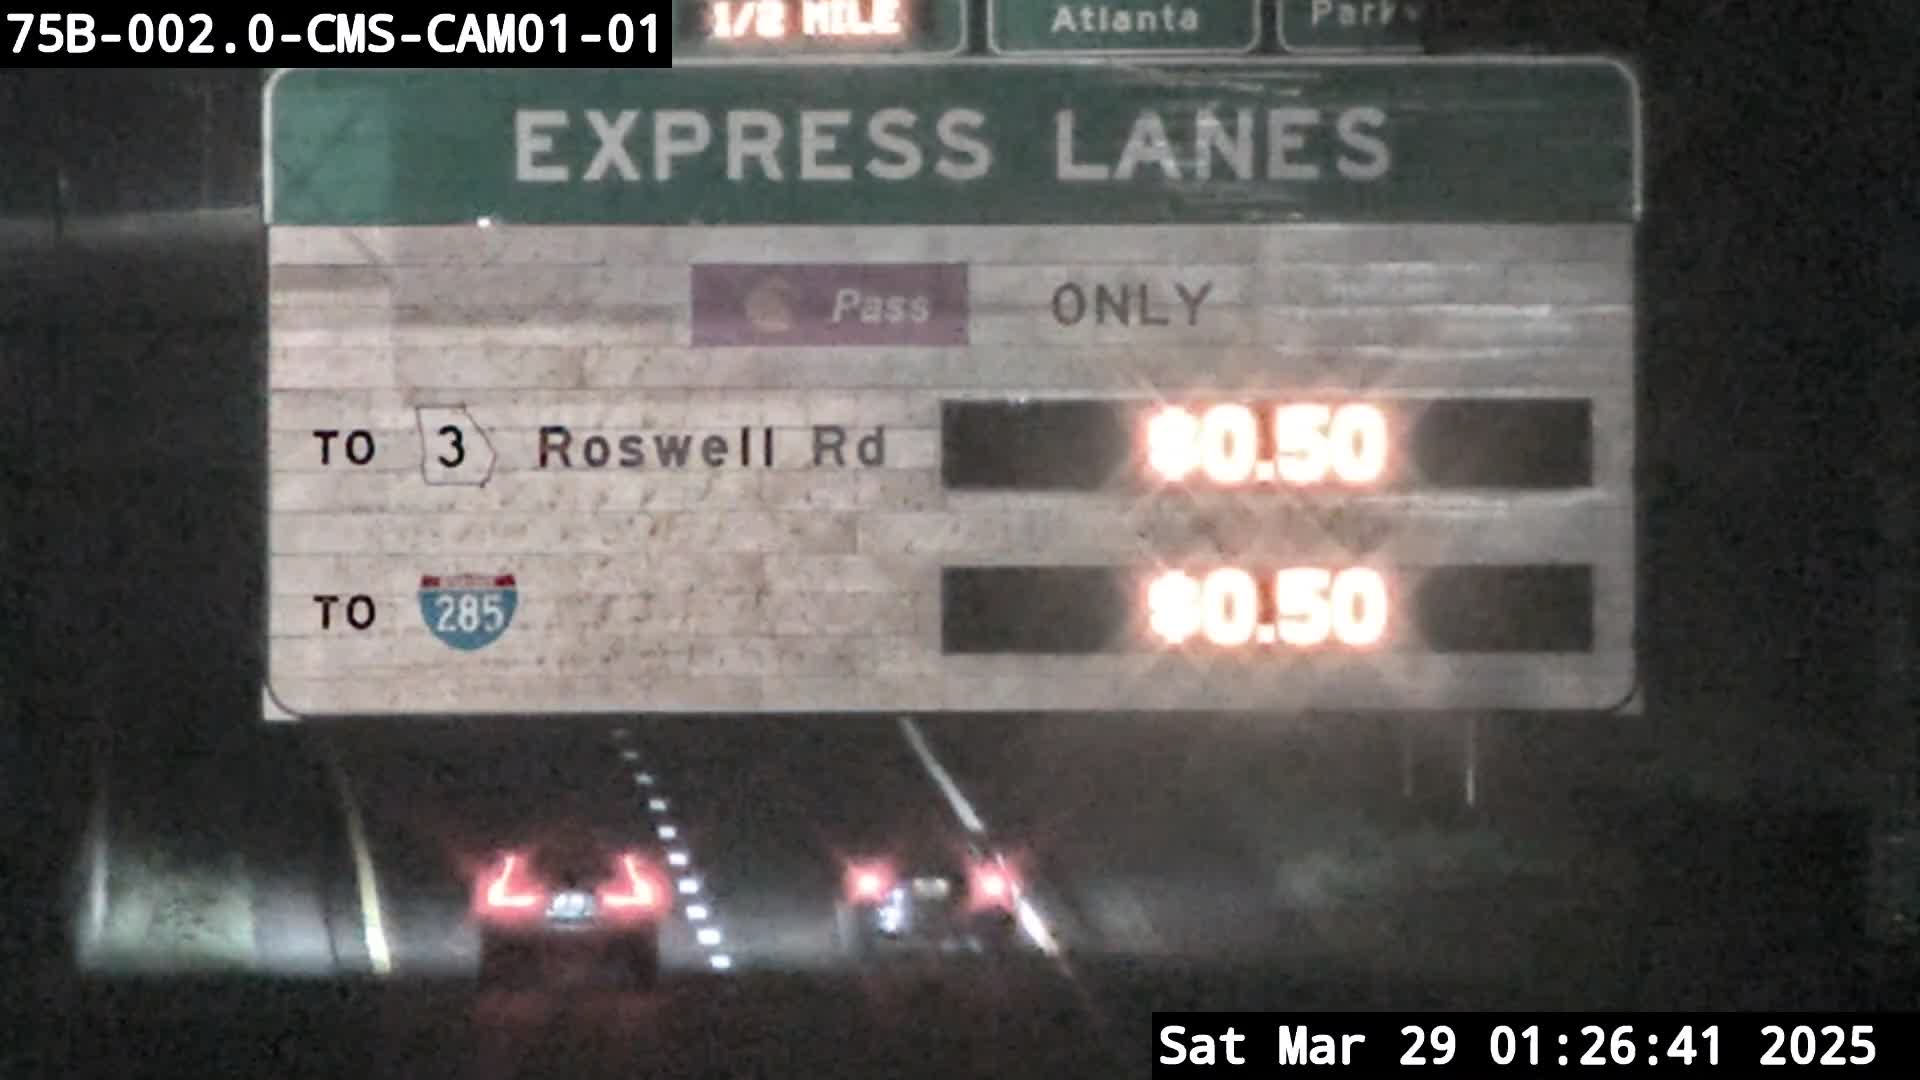 75B-002.0-CMS-CAM01-01
1/2 MILE
Atlanta
EXPRESS LANES
Pass ONLY
TO 3 Roswell Rd $0.50
TO 285 $0.50
Sat Mar 29 01:26:41 2025